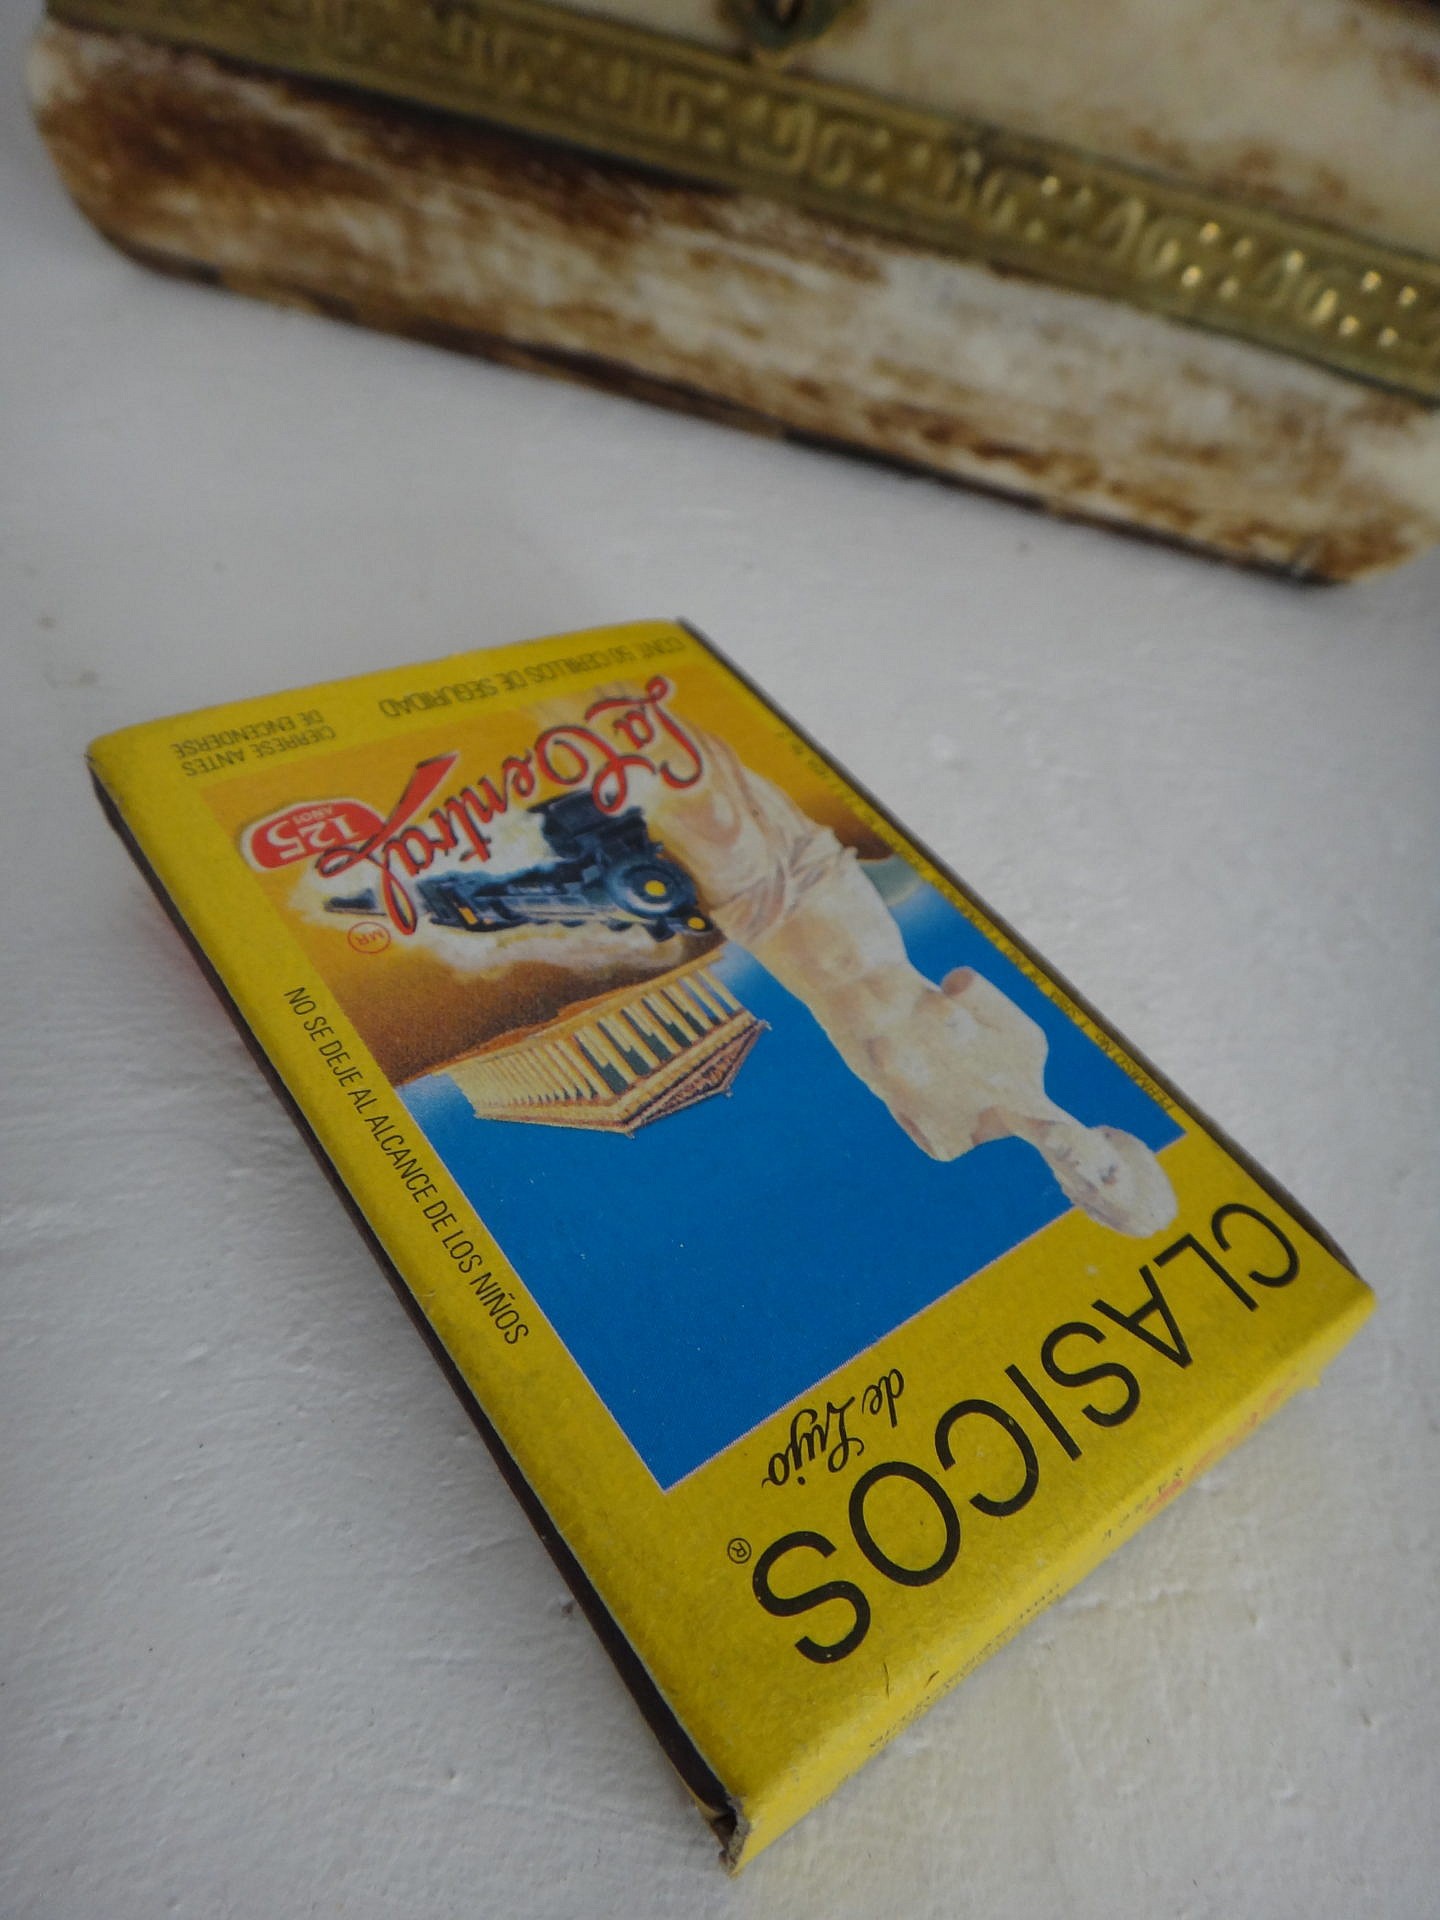 CLASICOS
de Lujo
®
NO SE DEJE AL ALCANCE DE LOS NIÑOS
La Central
MR
125
AÑOS
CONT. 50 CERILLOS DE SEGURIDAD
CIERRESE ANTES
DE ENCENDERSE